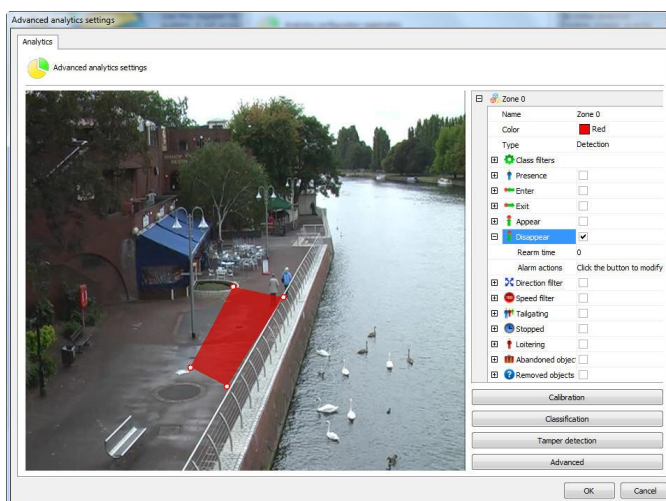 Advanced analytics settings
Analytics
Advanced analytics settings
Zone 0
Name Zone 0
Color Red
Type Detection
Class filters
Presence
Enter
Exit
Appear
Disappear
Rearm time 0
Alarm actions Click the button to modify
Direction filter
Speed filter
Tailgating
Stopped
Loitering
Abandoned objec
Removed objects
Calibration
Classification
Tamper detection
Advanced
OK Cancel